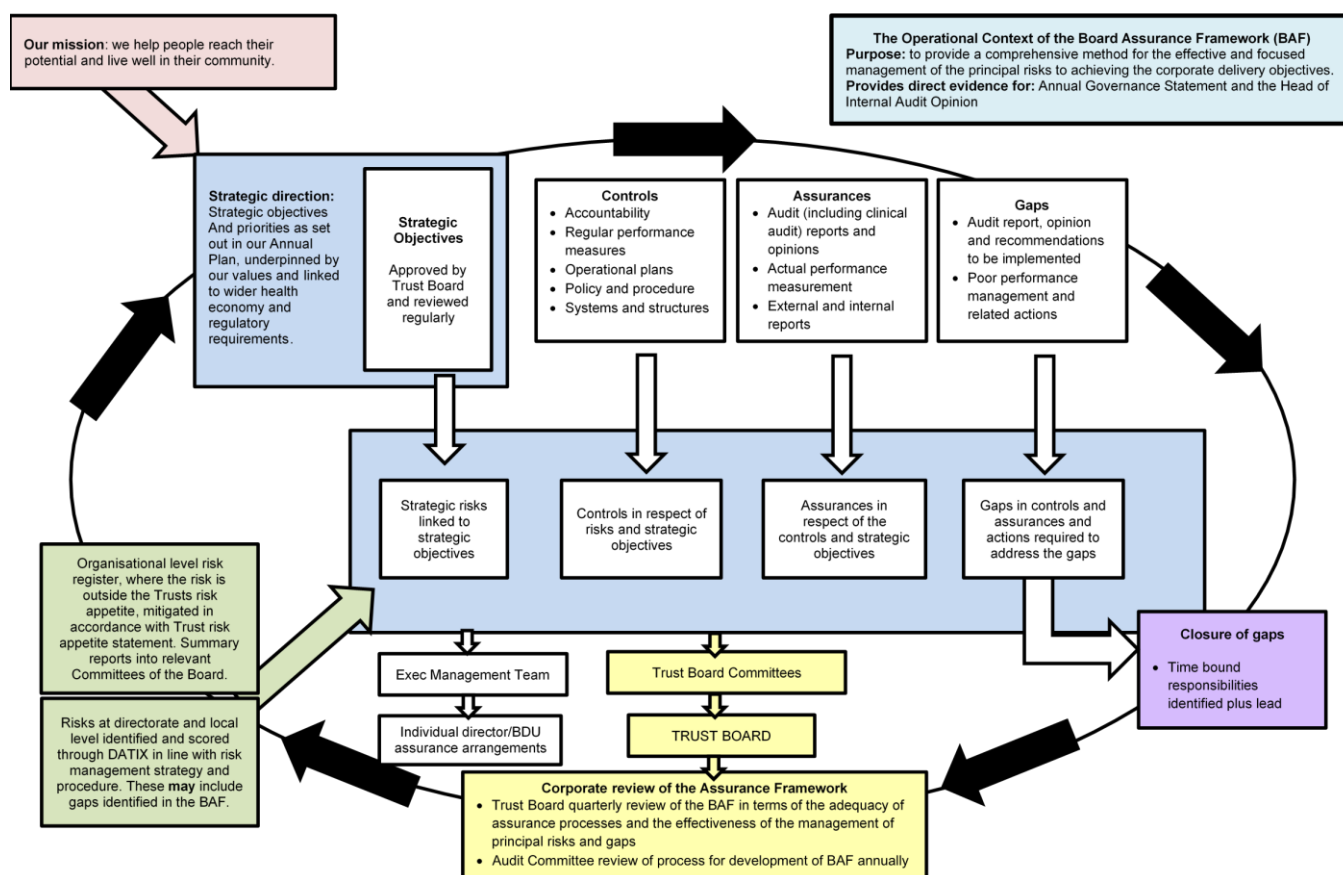 Our mission: we help people reach their
potential and live well in their community.
The Operational Context of the Board Assurance Framework (BAF)
Purpose: to provide a comprehensive method for the effective and focused
management of the principal risks to achieving the corporate delivery objectives.
Provides direct evidence for: Annual Governance Statement and the Head of
Internal Audit Opinion
Strategic direction:
Strategic objectives
And priorities as set
out in our Annual
Plan, underpinned by
our values and linked
to wider health
economy and
regulatory
requirements.
Strategic
Objectives
Approved by
Trust Board
and reviewed
regularly
Controls
• Accountability
• Regular performance
measures
• Operational plans
• Policy and procedure
• Systems and structures
Assurances
• Audit (including clinical
audit) reports and
opinions
• Actual performance
measurement
• External and internal
reports
Gaps
• Audit report, opinion
and recommendations
to be implemented
• Poor performance
management and
related actions
Strategic risks
linked to
strategic
objectives
Controls in respect of
risks and strategic
objectives
Assurances in
respect of the
controls and strategic
objectives
Gaps in controls and
assurances and
actions required to
address the gaps
Organisational level risk
register, where the risk is
outside the Trusts risk
appetite, mitigated in
accordance with Trust risk
appetite statement. Summary
reports into relevant
Committees of the Board.
Risks at directorate and local
level identified and scored
through DATIX in line with risk
management strategy and
procedure. These may include
gaps identified in the BAF.
Exec Management Team
Individual director/BDU
assurance arrangements
Trust Board Committees
TRUST BOARD
Closure of gaps
• Time bound
responsibilities
identified plus lead
Corporate review of the Assurance Framework
• Trust Board quarterly review of the BAF in terms of the adequacy of
assurance processes and the effectiveness of the management of
principal risks and gaps
• Audit Committee review of process for development of BAF annually